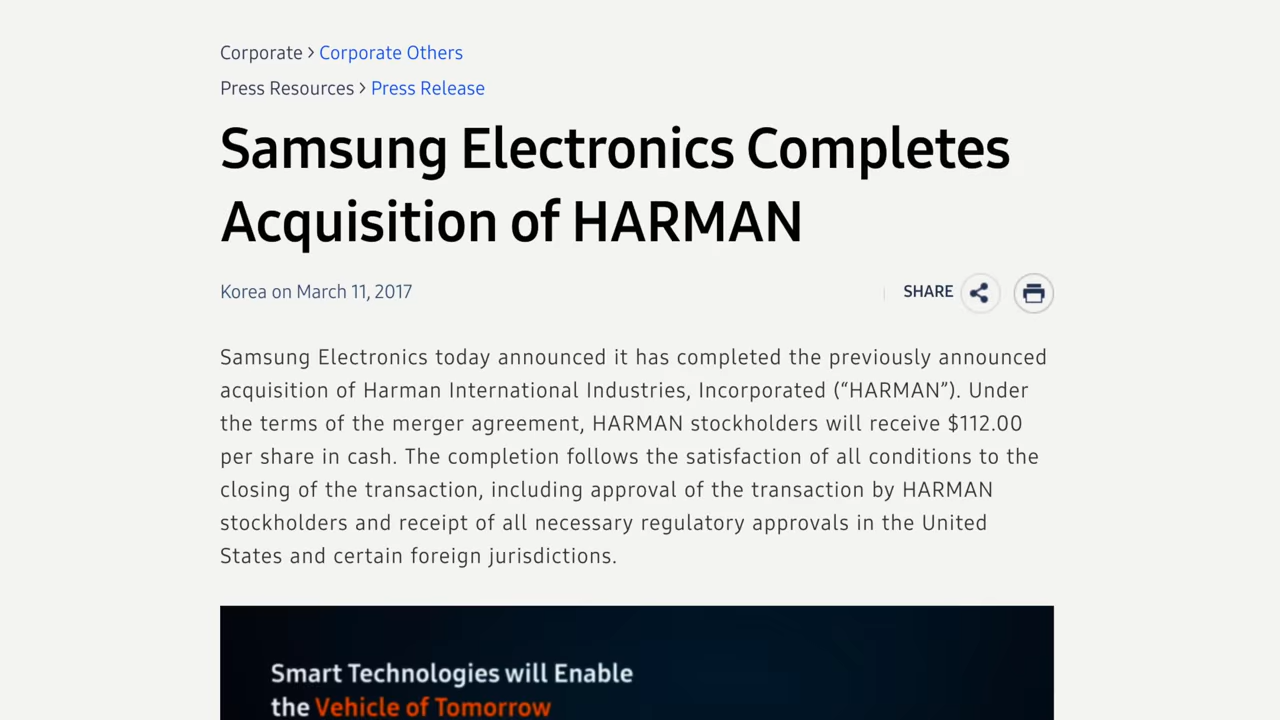 Corporate > Corporate Others
Press Resources > Press Release
Samsung Electronics Completes
Acquisition of HARMAN
Korea on March 11, 2017
SHARE
Samsung Electronics today announced it has completed the previously announced
acquisition of Harman International Industries, Incorporated (“HARMAN”). Under
the terms of the merger agreement, HARMAN stockholders will receive $112.00
per share in cash. The completion follows the satisfaction of all conditions to the
closing of the transaction, including approval of the transaction by HARMAN
stockholders and receipt of all necessary regulatory approvals in the United
States and certain foreign jurisdictions.
Smart Technologies will Enable
the Vehicle of Tomorrow